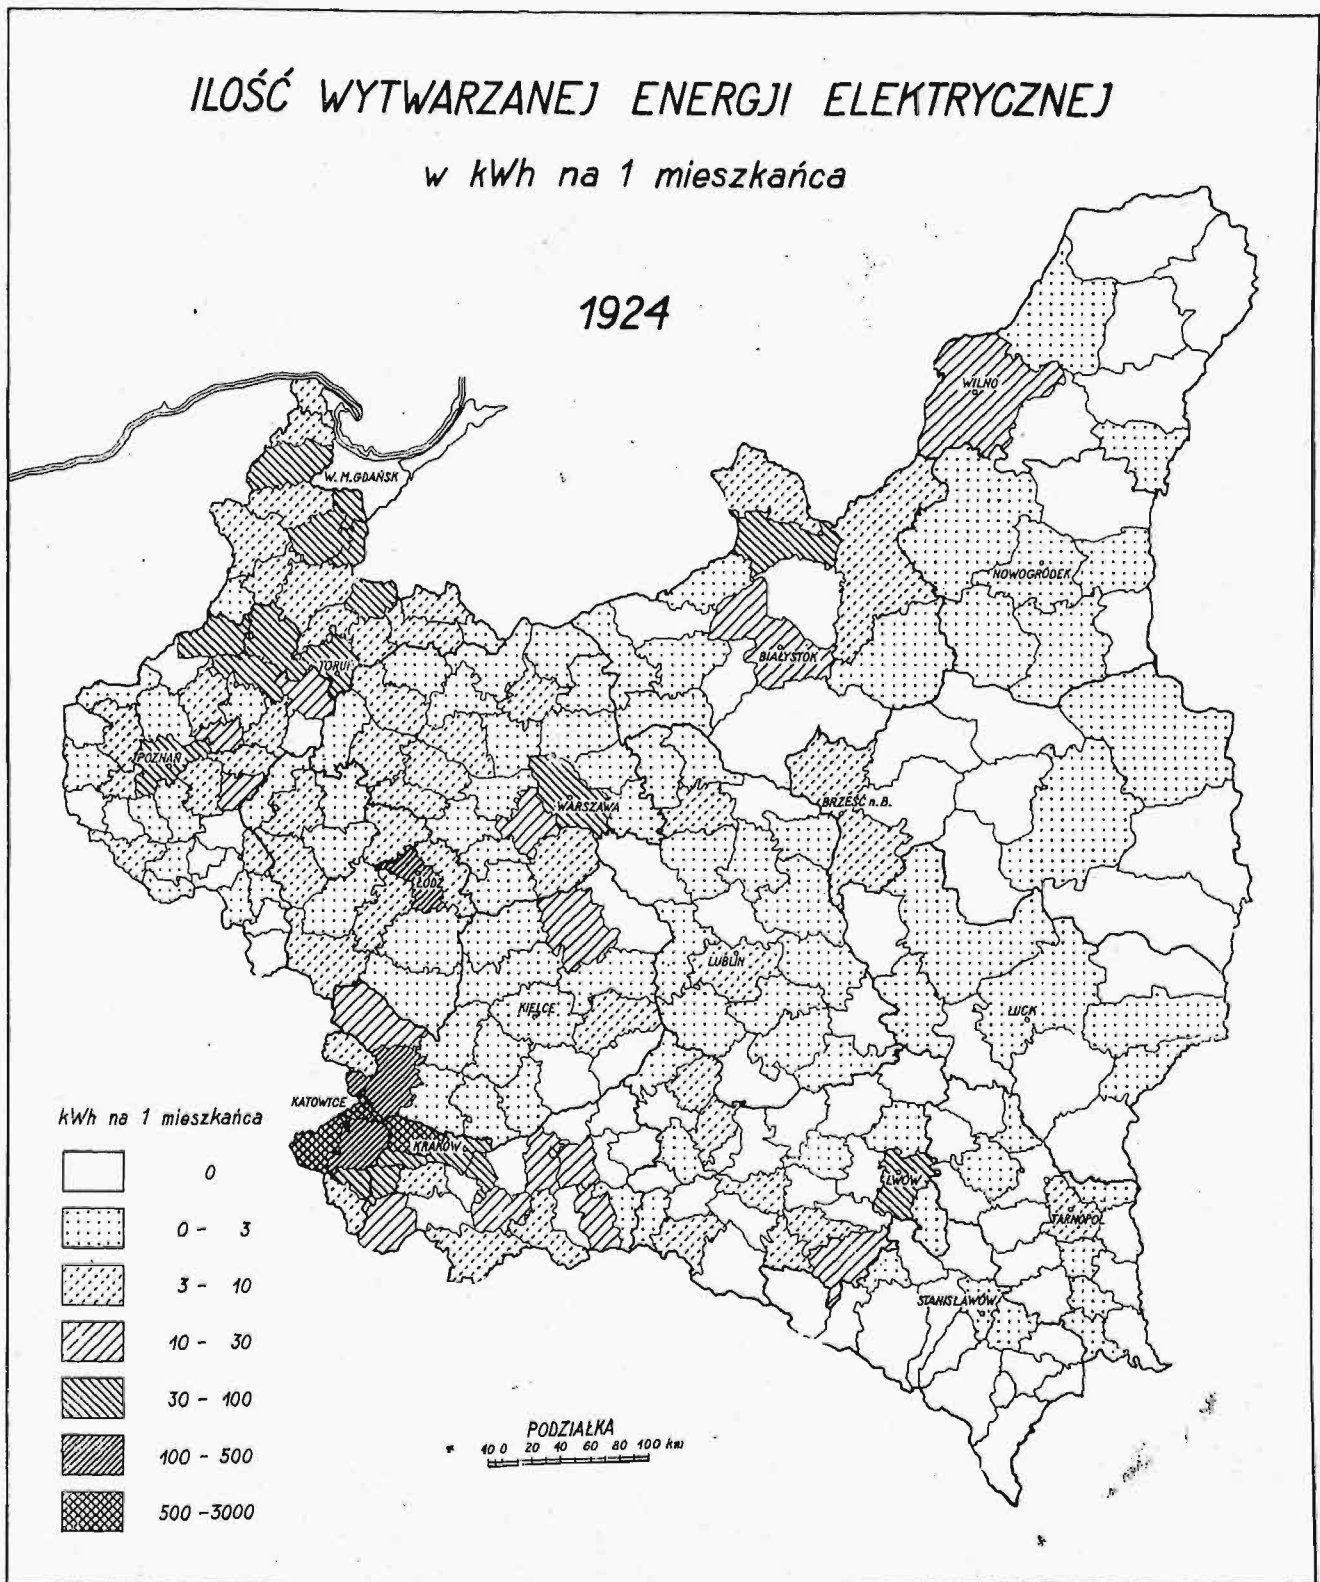 ILOŚĆ WYTWARZANEJ ENERGJI ELEKTRYCZNEJ
w kWh na 1 mieszkańca
1924
WILNO
W. M. GDAŃSK
NOWOGRÓDEK
BIAŁYSTOK
TORUŃ
POZNAŃ
WARSZAWA
BRZEŚĆ n. B.
ŁÓDŹ
LUBLIN
KIELCE
ŁUCK
KATOWICE
KRAKÓW
LWÓW
TARNOPOL
STANISŁAWÓW
kWh na 1 mieszkańca
0
0 - 3
3 - 10
10 - 30
30 - 100
100 - 500
500 - 3000
PODZIAŁKA
10 0 20 40 60 80 100 km